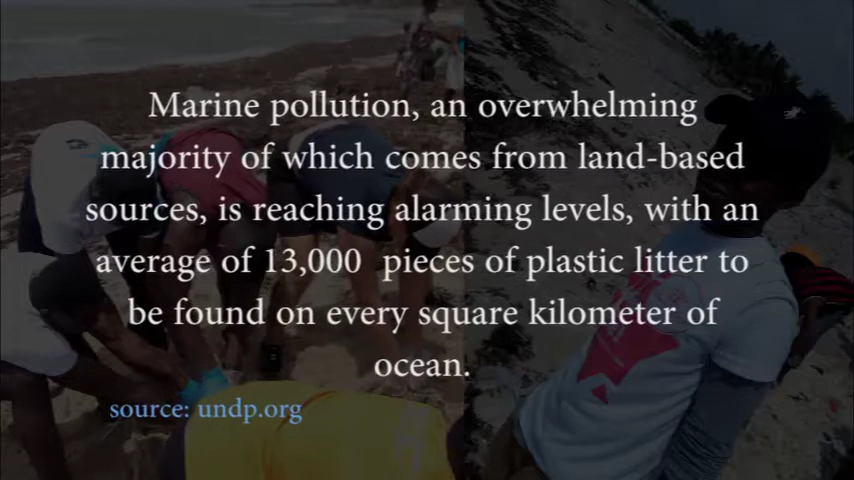 Marine pollution, an overwhelming
majority of which comes from land-based
sources, is reaching alarming levels, with an
average of 13,000  pieces of plastic litter to
be found on every square kilometer of
ocean.
source: undp.org